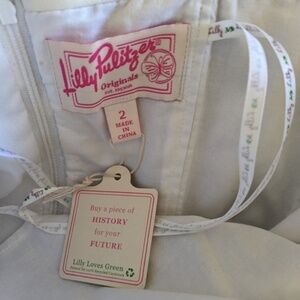 Lilly Pulitzer
Originals
2
MADE
IN
CHINA
Buy a piece of
HISTORY
for your
FUTURE
Lilly Loves Green